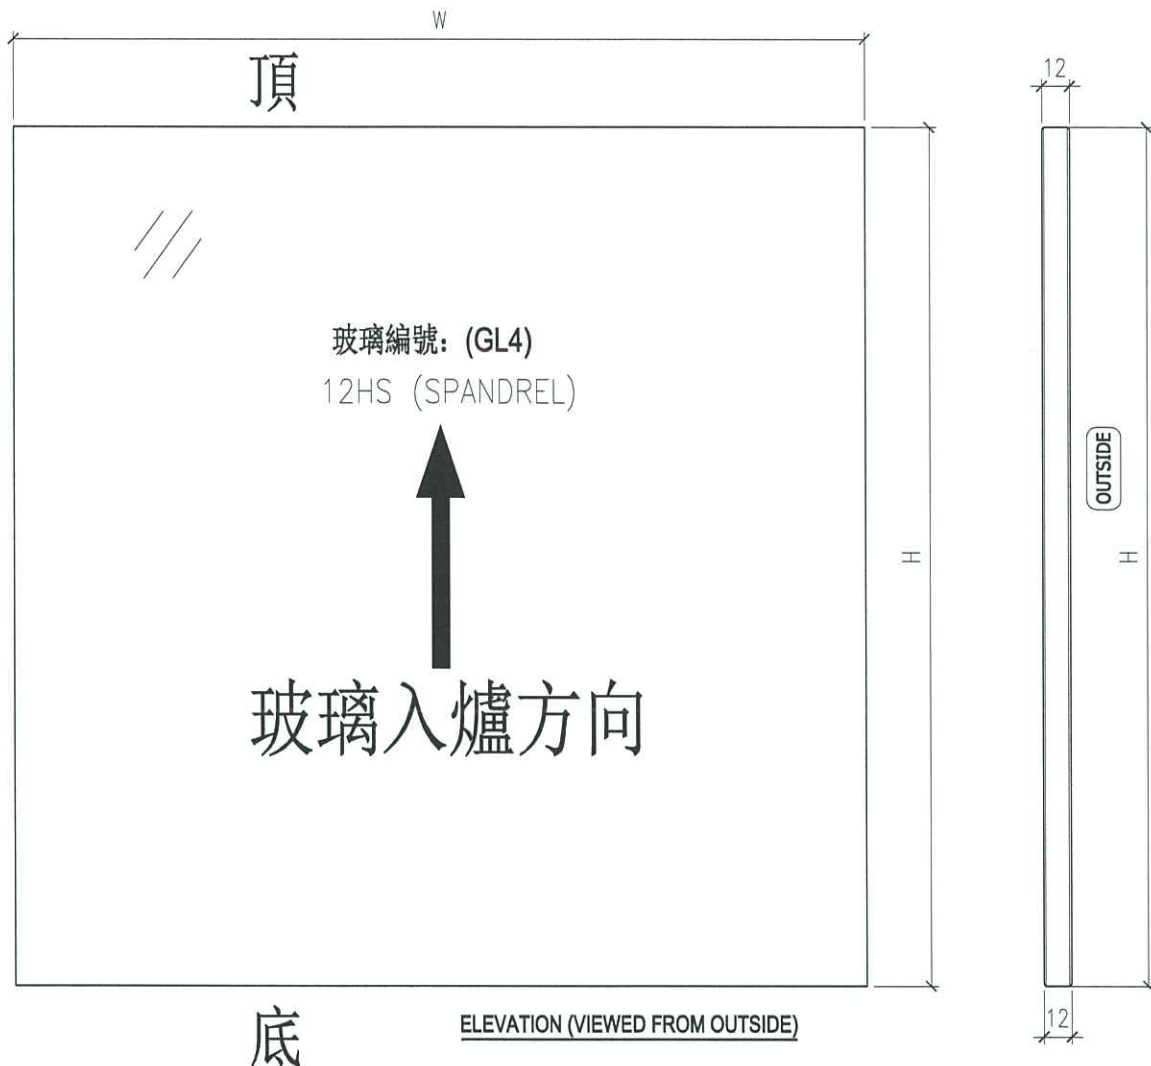 W
頂
12
玻璃編號：(GL4)
12HS (SPANDREL)
OUTSIDE
H
H
玻璃入爐方向
底
ELEVATION (VIEWED FROM OUTSIDE)
12